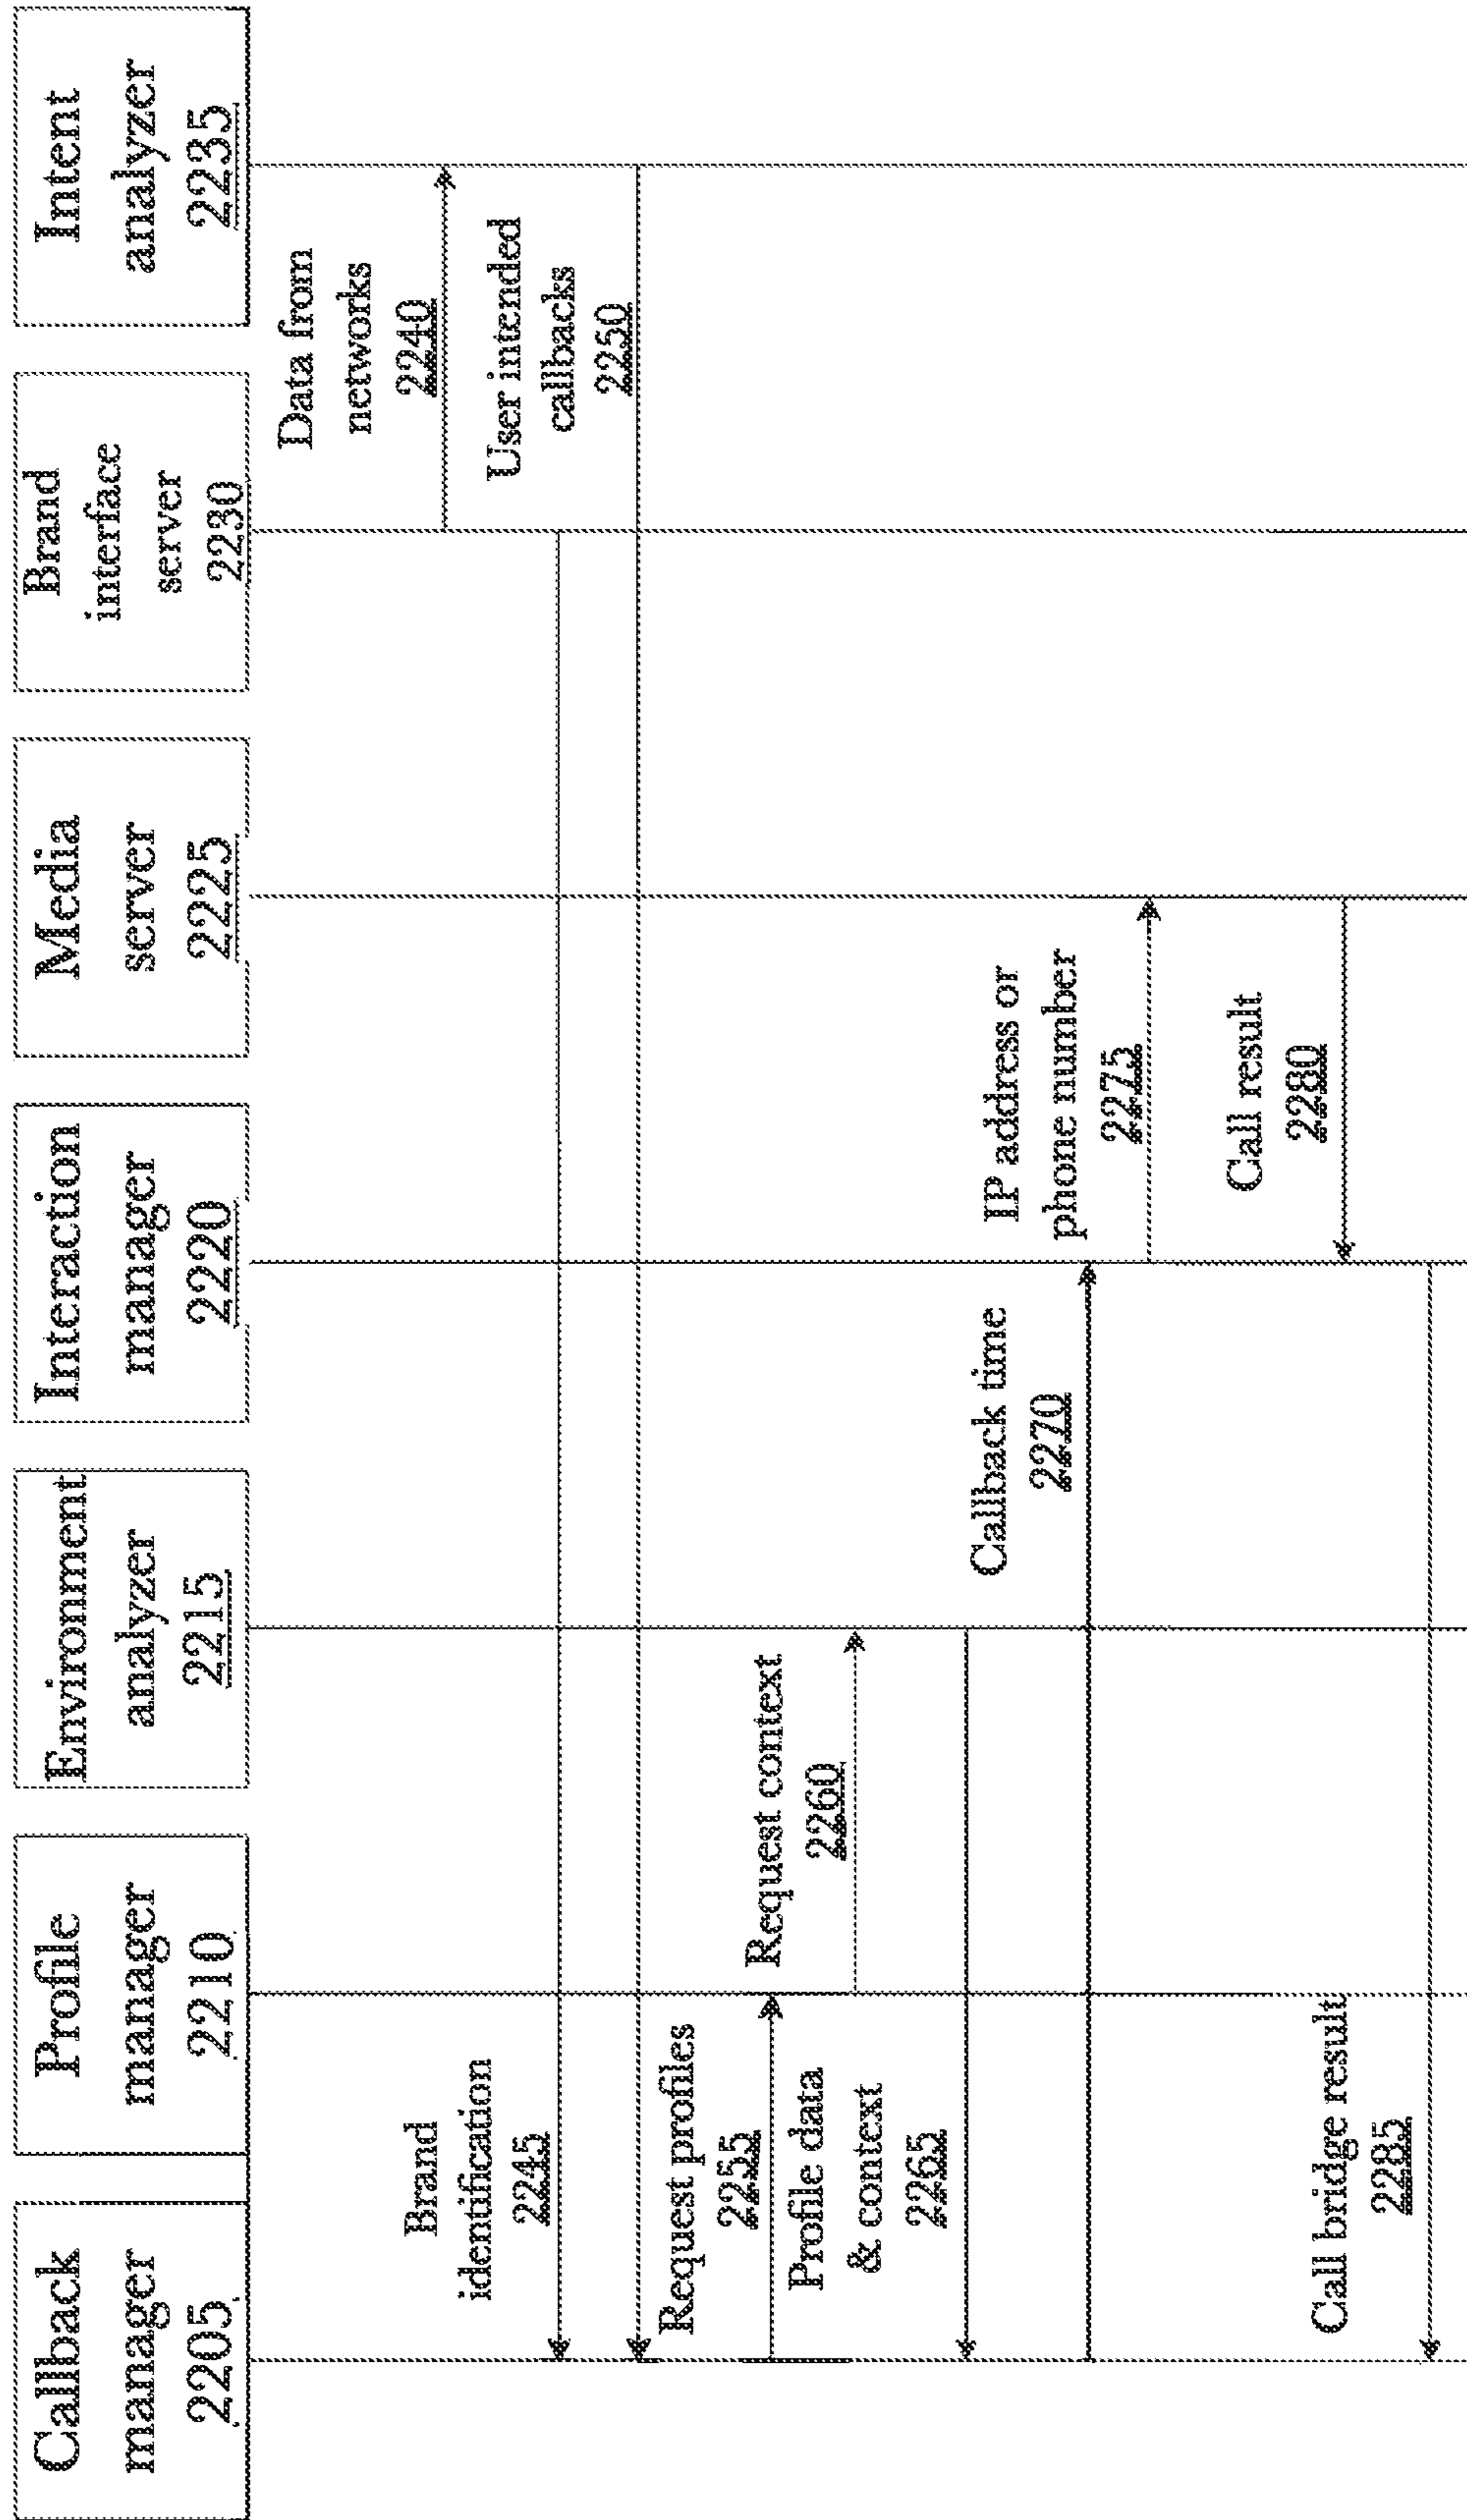 Callback
manager
2205
Profile
manager
2210
Environment
analyzer
2215
Interaction
manager
2220
Media
server
2225
Brand
interface
server
2230
Intent
analyzer
2235
Data from
networks
2240
Brand
identification
2245
User intended
callbacks
2250
Request profiles
2255
Request context
2260
Profile data
& context
2265
Callback time
2270
IP address or
phone number
2275
Call result
2280
Call bridge result
2285